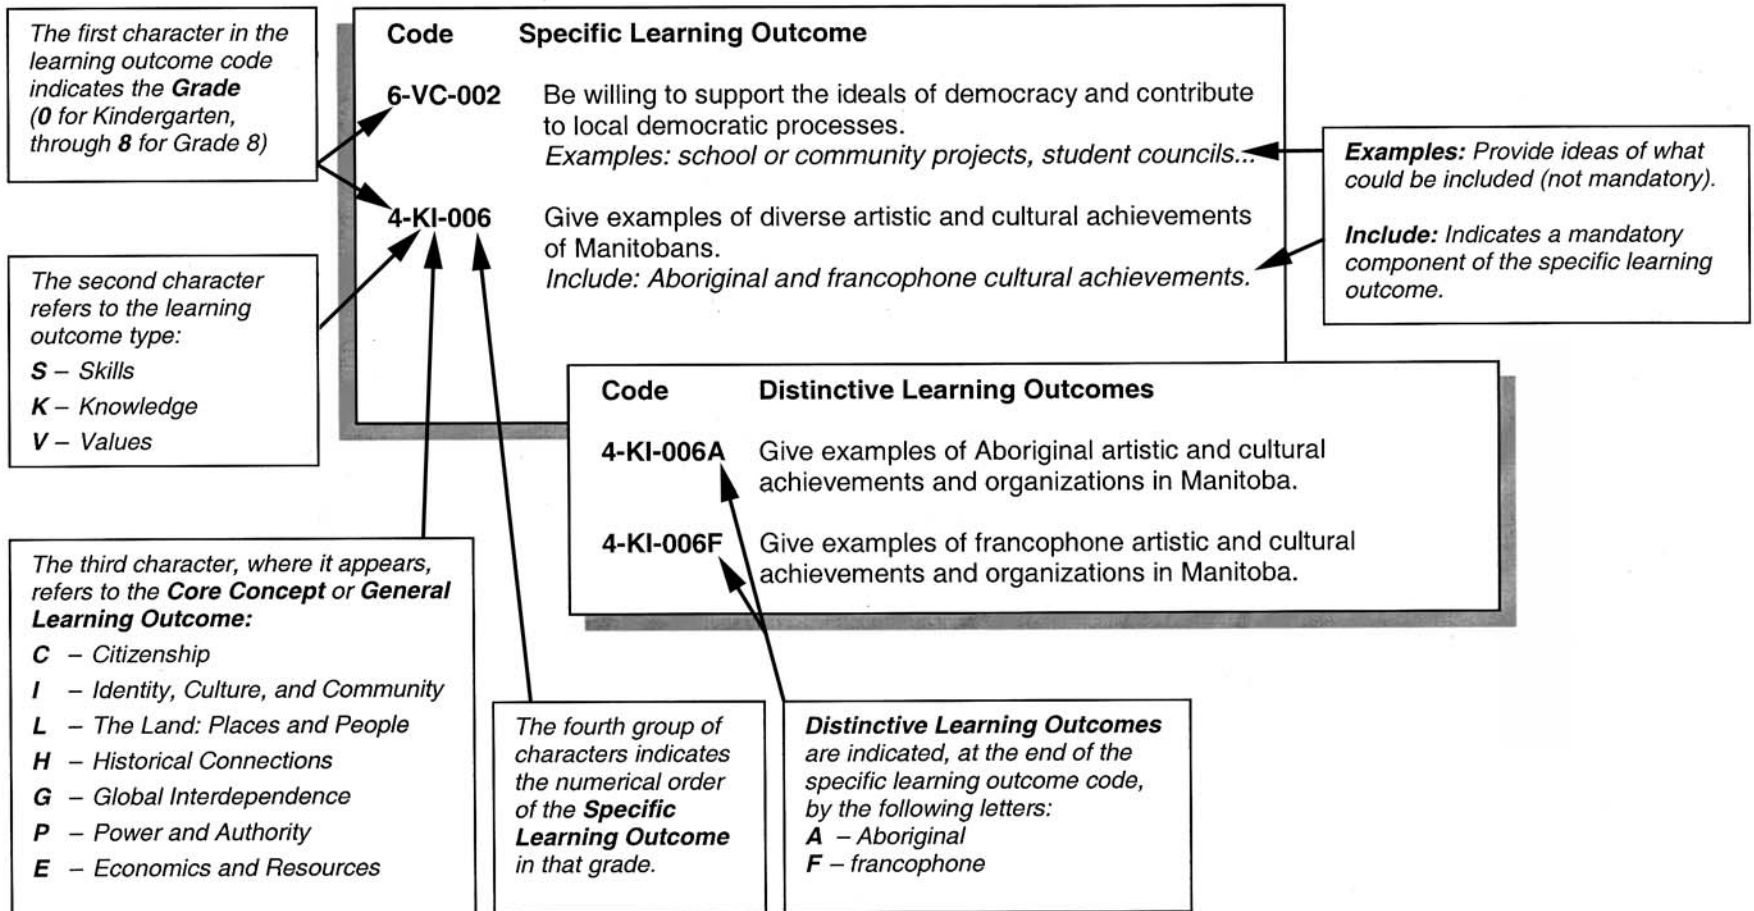 The first character in the
learning outcome code
indicates the Grade
(0 for Kindergarten,
through 8 for Grade 8)
The second character
refers to the learning
outcome type:
S – Skills
K – Knowledge
V – Values
The third character, where it appears,
refers to the Core Concept or General
Learning Outcome:
C – Citizenship
I – Identity, Culture, and Community
L – The Land: Places and People
H – Historical Connections
G – Global Interdependence
P – Power and Authority
E – Economics and Resources
Code Specific Learning Outcome
6-VC-002 Be willing to support the ideals of democracy and contribute
to local democratic processes.
Examples: school or community projects, student councils...
4-KI-006 Give examples of diverse artistic and cultural achievements
of Manitobans.
Include: Aboriginal and francophone cultural achievements.
Examples: Provide ideas of what
could be included (not mandatory).
Include: Indicates a mandatory
component of the specific learning
outcome.
Code Distinctive Learning Outcomes
4-KI-006A Give examples of Aboriginal artistic and cultural
achievements and organizations in Manitoba.
4-KI-006F Give examples of francophone artistic and cultural
achievements and organizations in Manitoba.
The fourth group of
characters indicates
the numerical order
of the Specific
Learning Outcome
in that grade.
Distinctive Learning Outcomes
are indicated, at the end of the
specific learning outcome code,
by the following letters:
A – Aboriginal
F – francophone